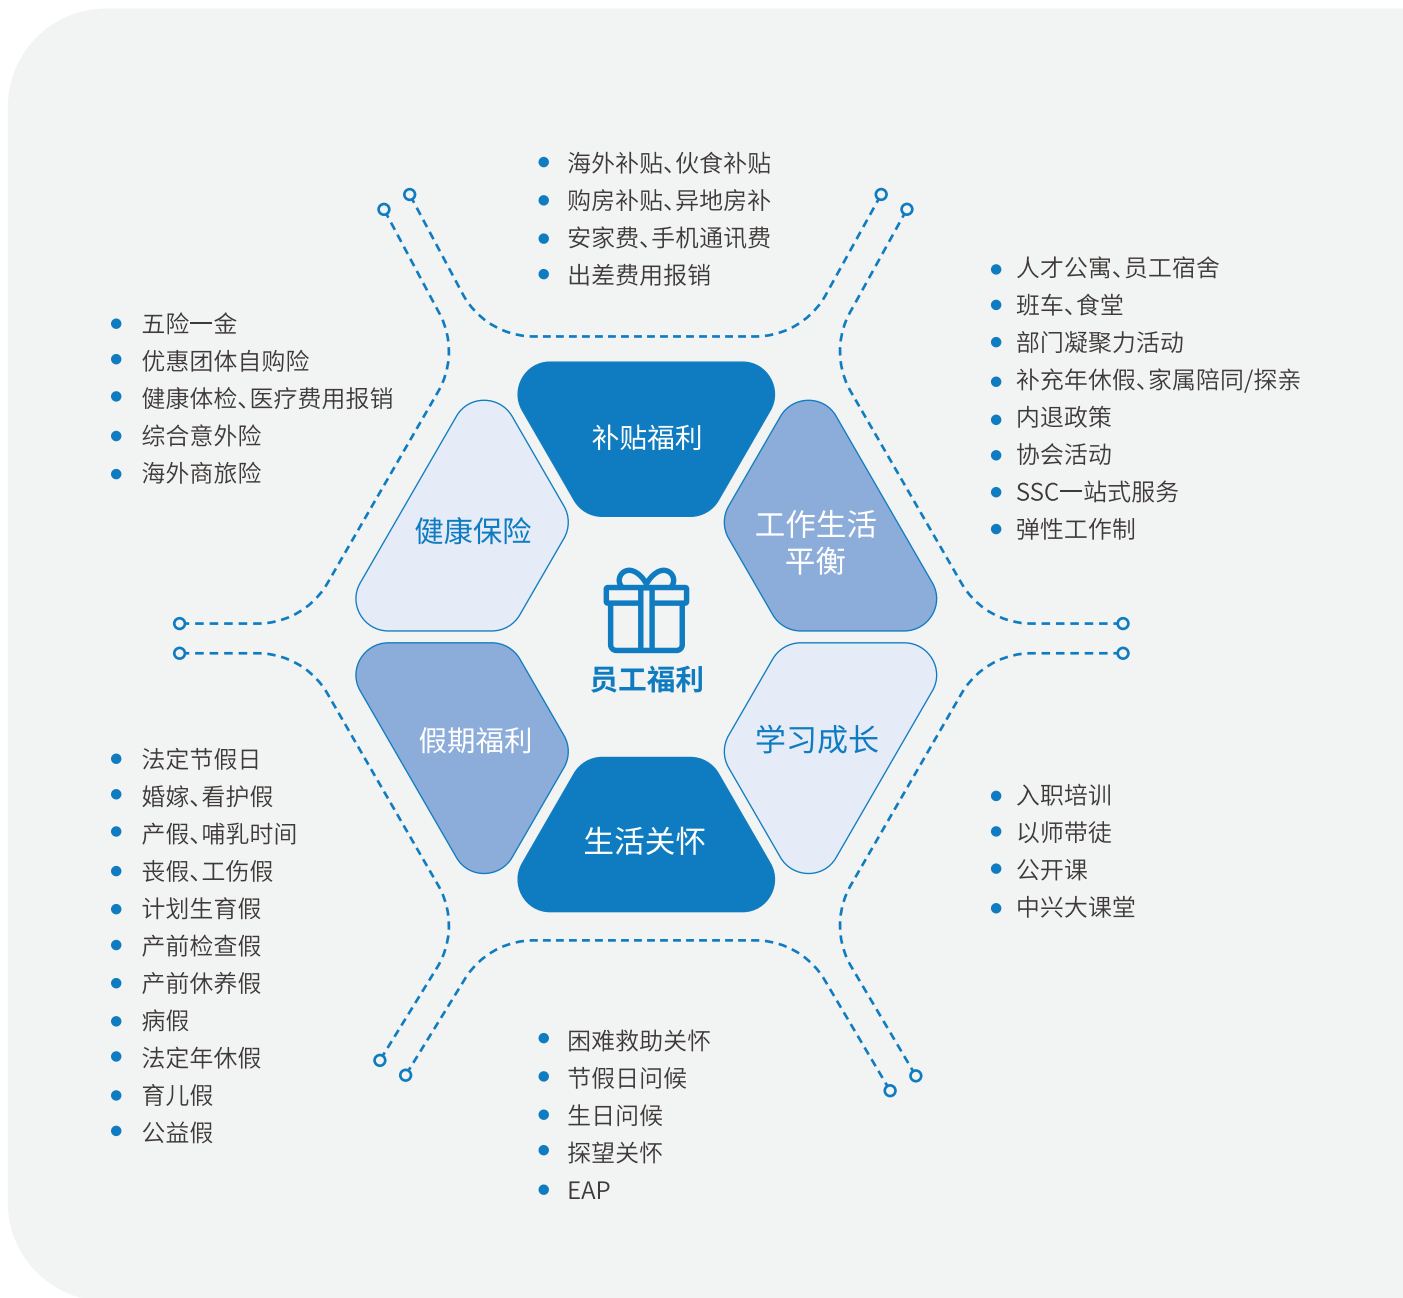 海外补贴、伙食补贴
购房补贴、异地房补
安家费、手机通讯费
出差费用报销
人才公寓、员工宿舍
班车、食堂
部门凝聚力活动
补充年休假、家属陪同/探亲
内退政策
协会活动
SSC一站式服务
弹性工作制
五险一金
优惠团体自购险
健康体检、医疗费用报销
综合意外险
海外商旅险
补贴福利
健康保险
工作生活
平衡
员工福利
假期福利
学习成长
生活关怀
法定节假日
婚嫁、看护假
产假、哺乳时间
丧假、工伤假
计划生育假
产前检查假
产前休养假
病假
法定年休假
育儿假
公益假
入职培训
以师带徒
公开课
中兴大课堂
困难救助关怀
节假日问候
生日问候
探望关怀
EAP